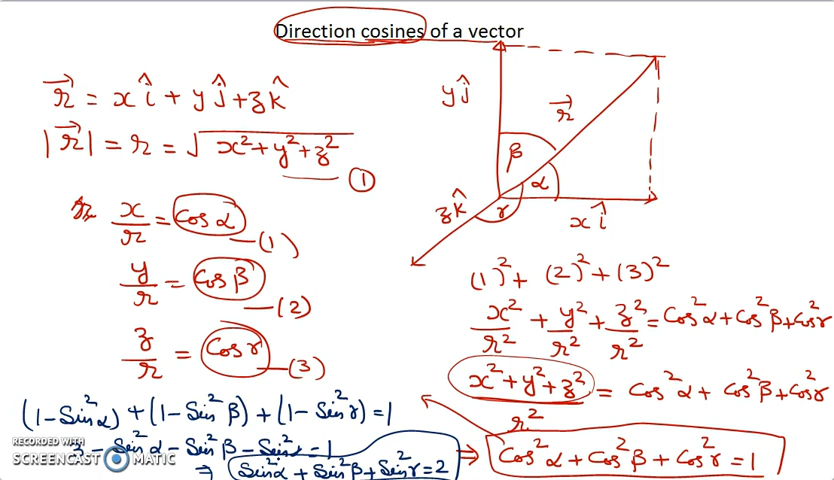 Direction cosines of a vector
r⃗ = x î + y ĵ + z k̂
|r⃗| = r = √(x² + y² + z²)
①
x/r = Cos α —(1)
y/r = Cos β —(2)
z/r = Cos γ —(3)
(1 - Sin²α) + (1 - Sin²β) + (1 - Sin²γ) = 1
3 - Sin²α - Sin²β - Sin²γ = 1
⇒ Sin²α + Sin²β + Sin²γ = 2
y ĵ
r⃗
β
α
γ
z k̂
x î
(1)² + (2)² + (3)²
x²/r² + y²/r² + z²/r² = Cos²α + Cos²β + Cos²γ
(x² + y² + z²)/r² = Cos²α + Cos²β + Cos²γ
⇒ Cos²α + Cos²β + Cos²γ = 1
RECORDED WITH
SCREENCAST MATIC